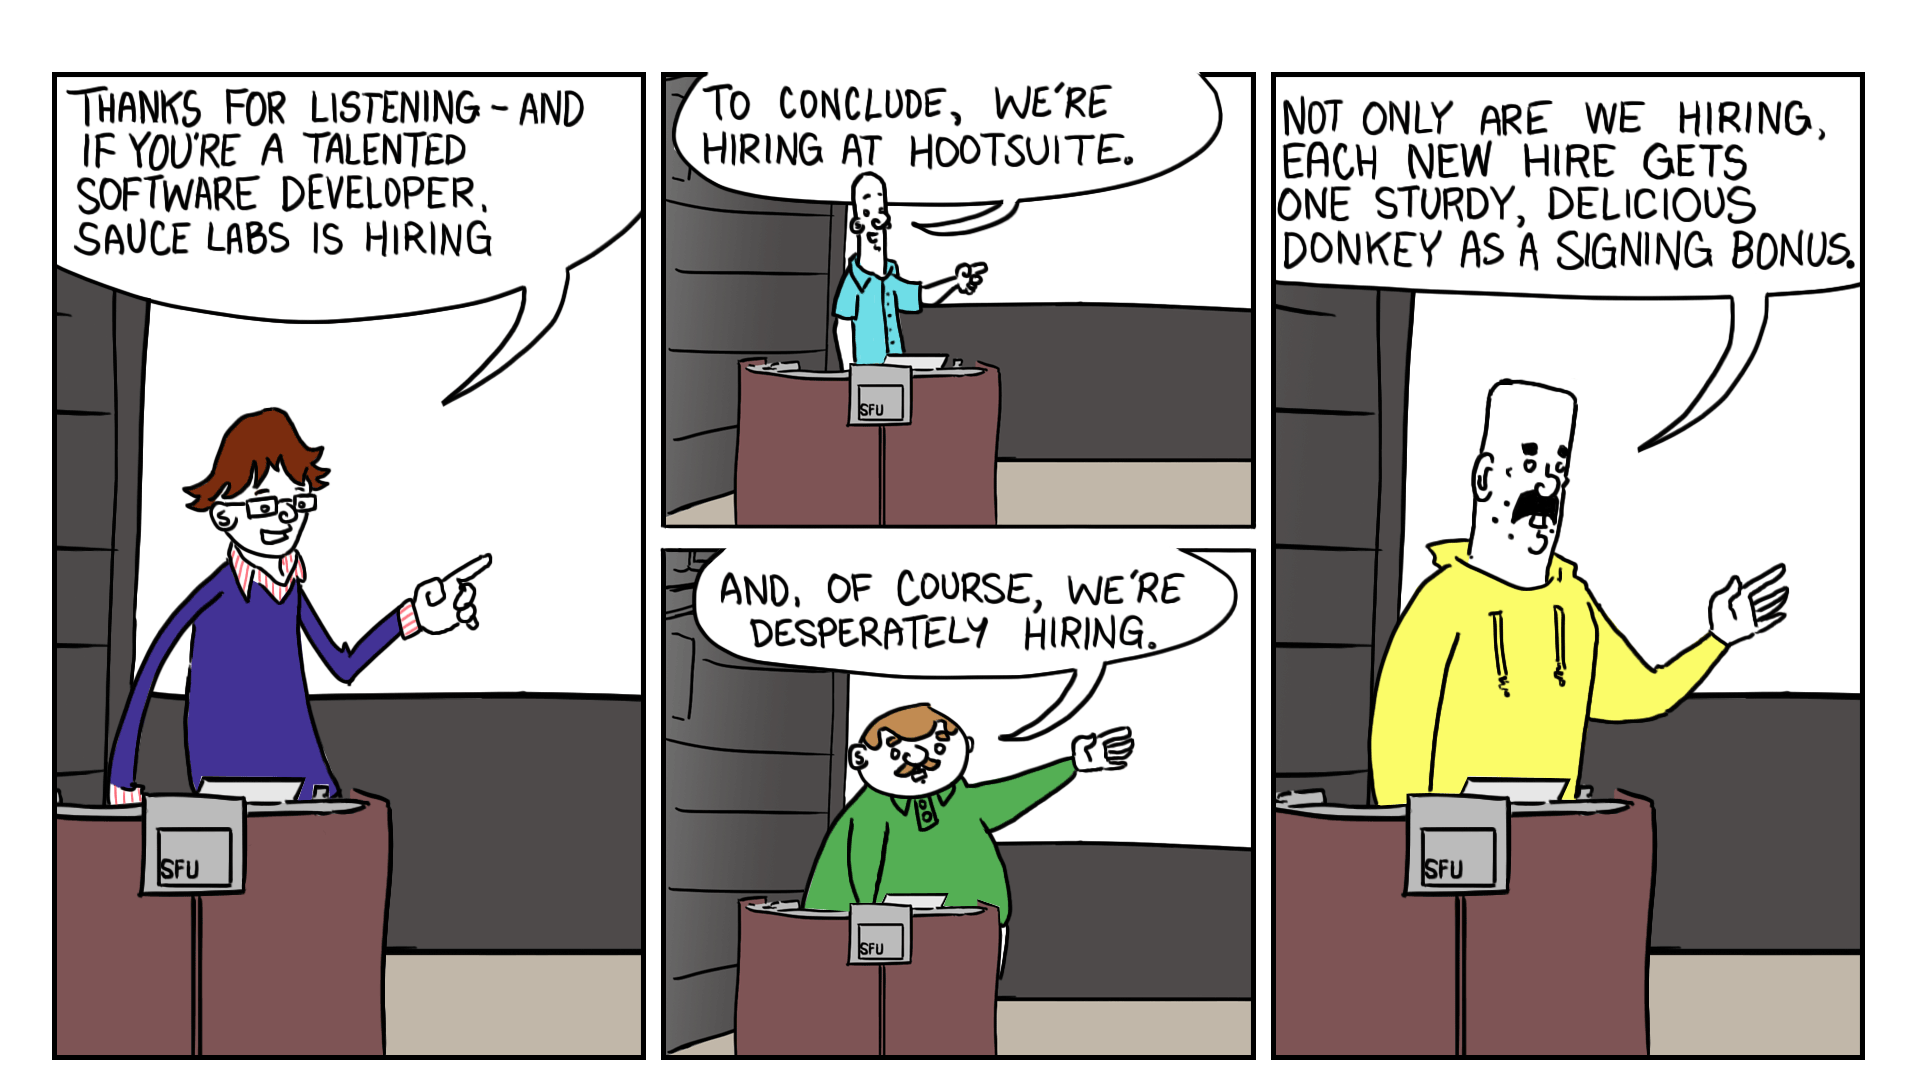 THANKS FOR LISTENING - AND
IF YOU'RE A TALENTED
SOFTWARE DEVELOPER.
SAUCE LABS IS HIRING
SFU
TO CONCLUDE, WE'RE
HIRING AT HOOTSUITE.
SFU
AND, OF COURSE, WE'RE
DESPERATELY HIRING.
SFU
NOT ONLY ARE WE HIRING,
EACH NEW HIRE GETS
ONE STURDY, DELICIOUS
DONKEY AS A SIGNING BONUS.
SFU